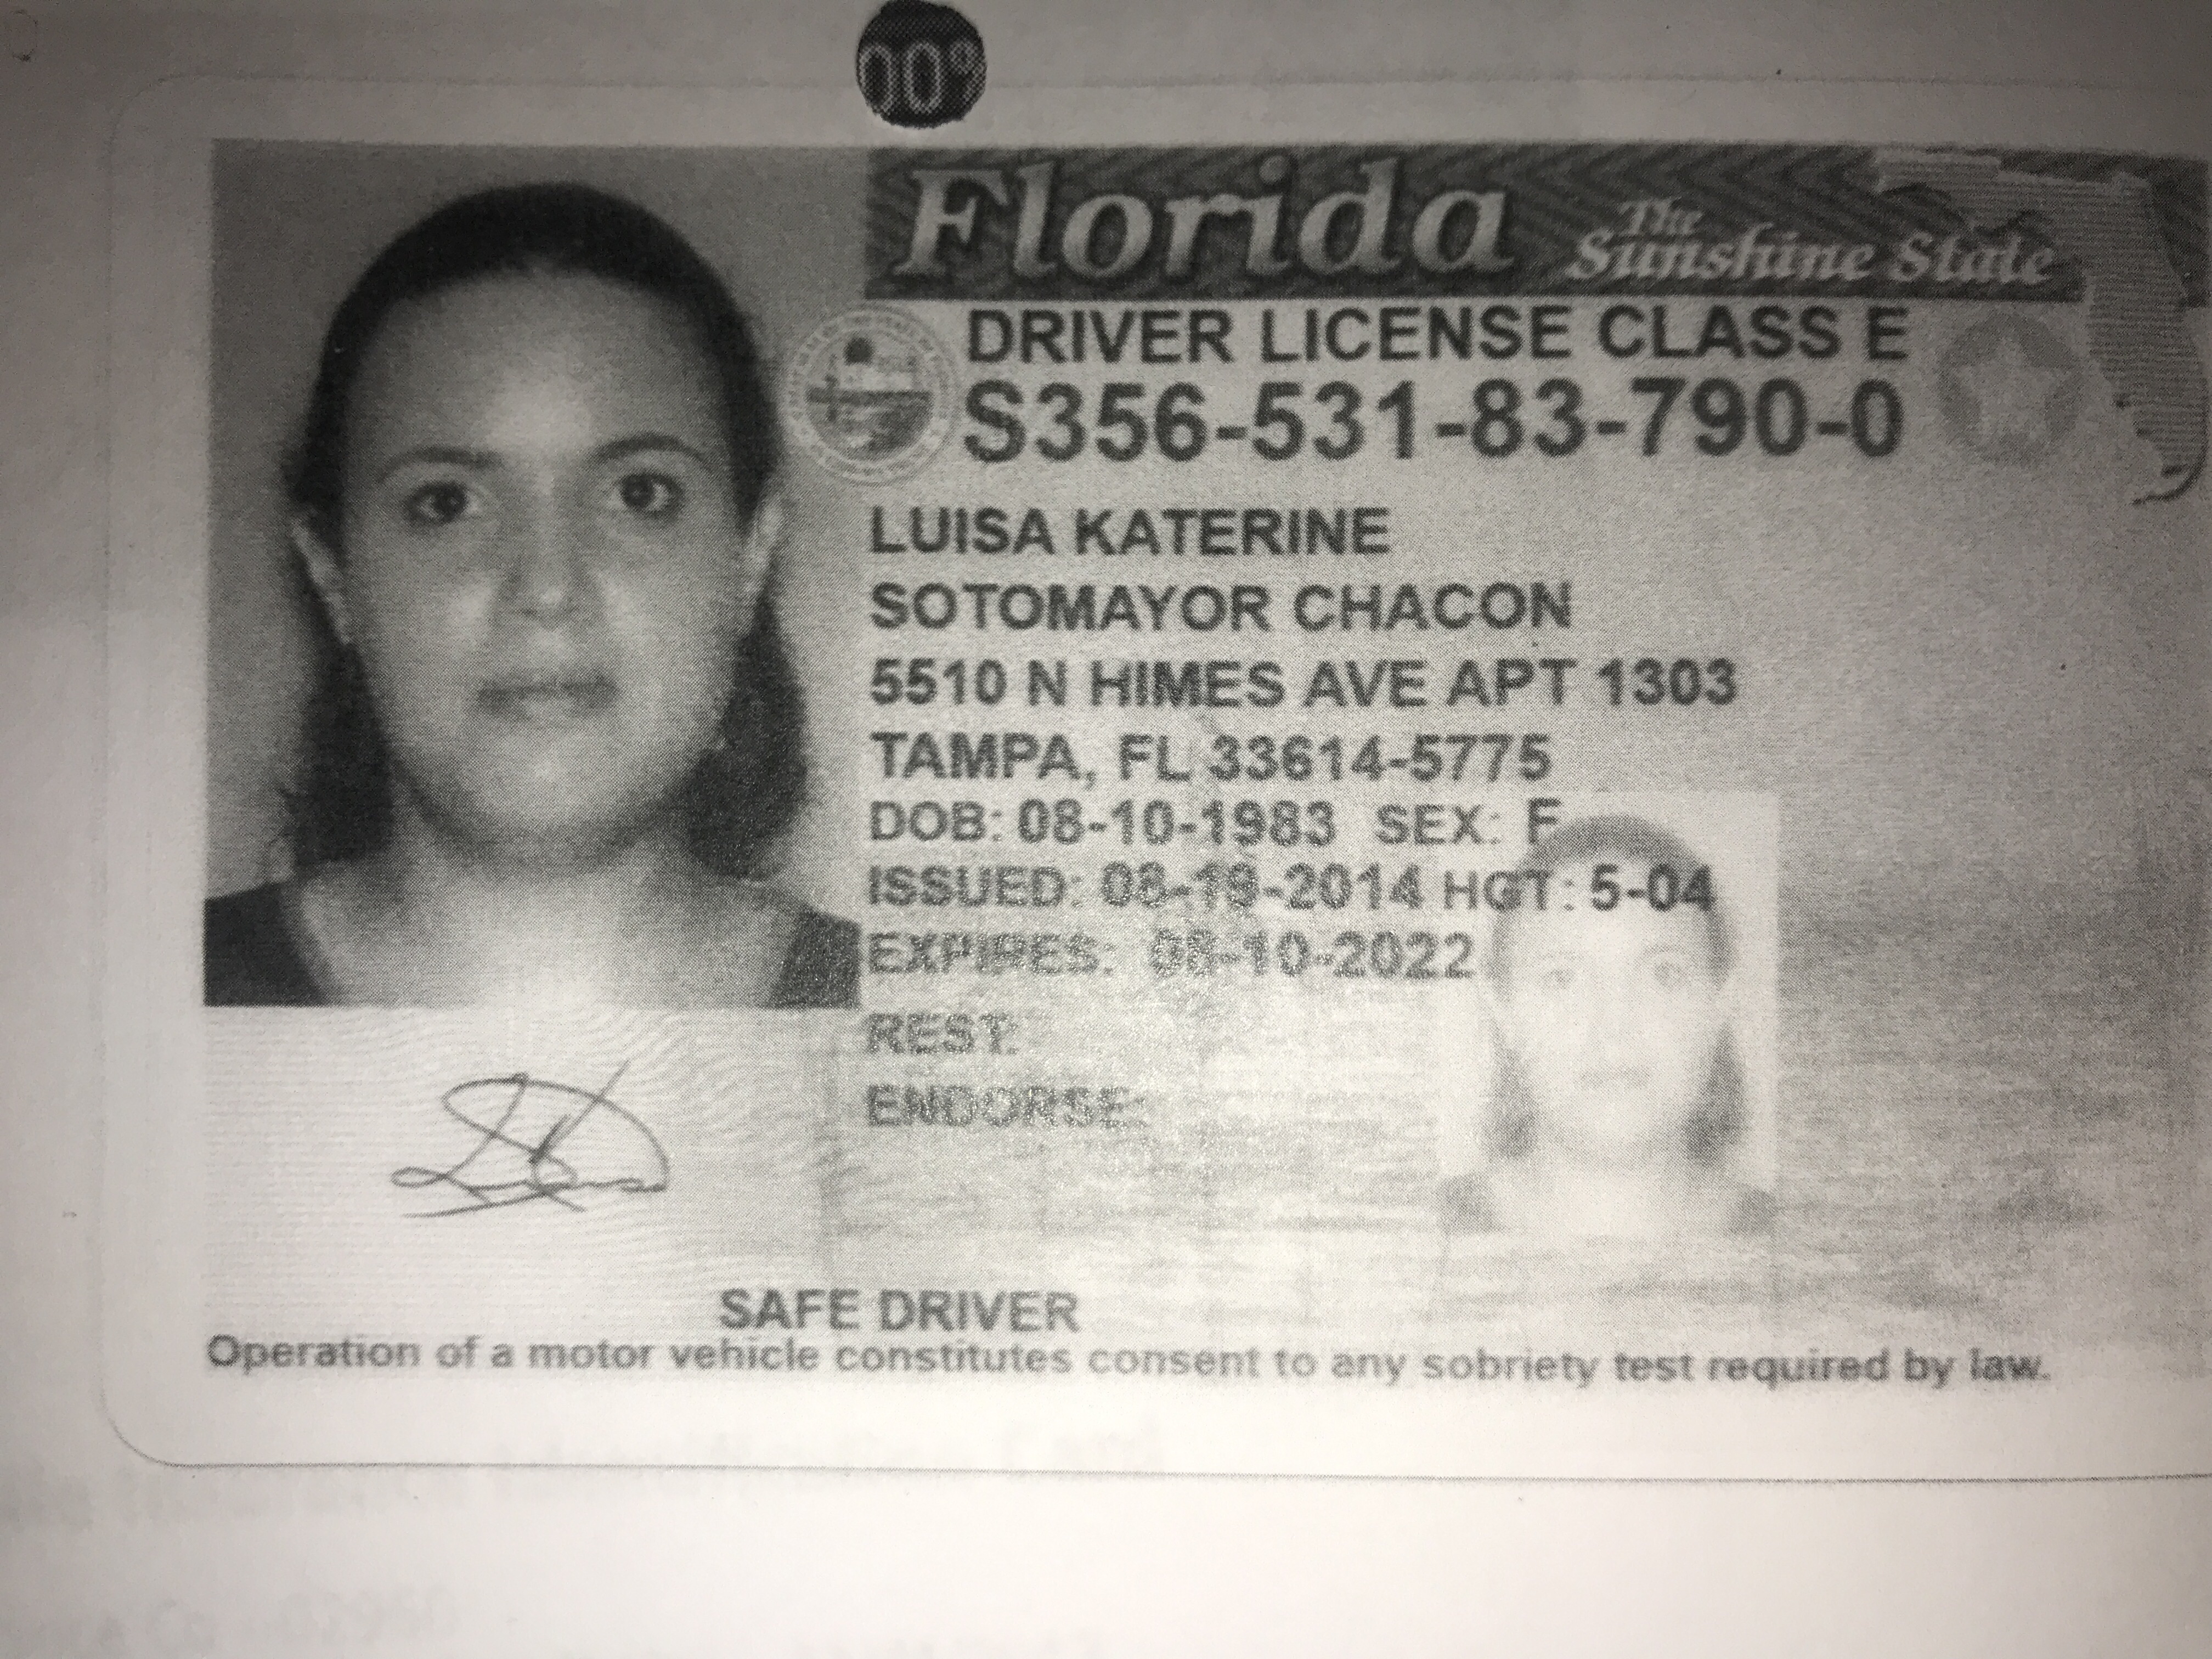 Florida The Sunshine State
DRIVER LICENSE CLASS E
S356-531-83-790-0
LUISA KATERINE
SOTOMAYOR CHACON
5510 N HIMES AVE APT 1303
TAMPA, FL 33614-5775
DOB: 08-10-1983 SEX: F
ISSUED: 08-19-2014 HGT: 5-04
EXPIRES: 08-10-2022
REST:
ENDORSE:
SAFE DRIVER
Operation of a motor vehicle constitutes consent to any sobriety test required by law.